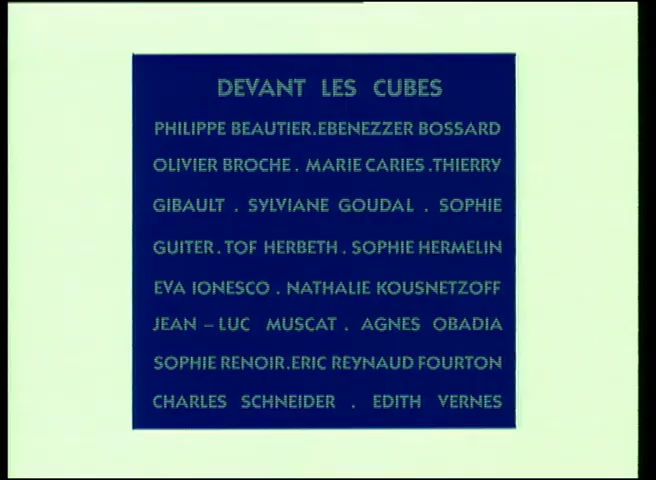 DEVANT LES CUBES
PHILIPPE BEAUTIER.EBENEZZER BOSSARD
OLIVIER BROCHE . MARIE CARIES .THIERRY
GIBAULT . SYLVIANE GOUDAL . SOPHIE
GUITER . TOF HERBETH . SOPHIE HERMELIN
EVA IONESCO . NATHALIE KOUSNETZOFF
JEAN – LUC MUSCAT . AGNES OBADIA
SOPHIE RENOIR.ERIC REYNAUD FOURTON
CHARLES SCHNEIDER . EDITH VERNES